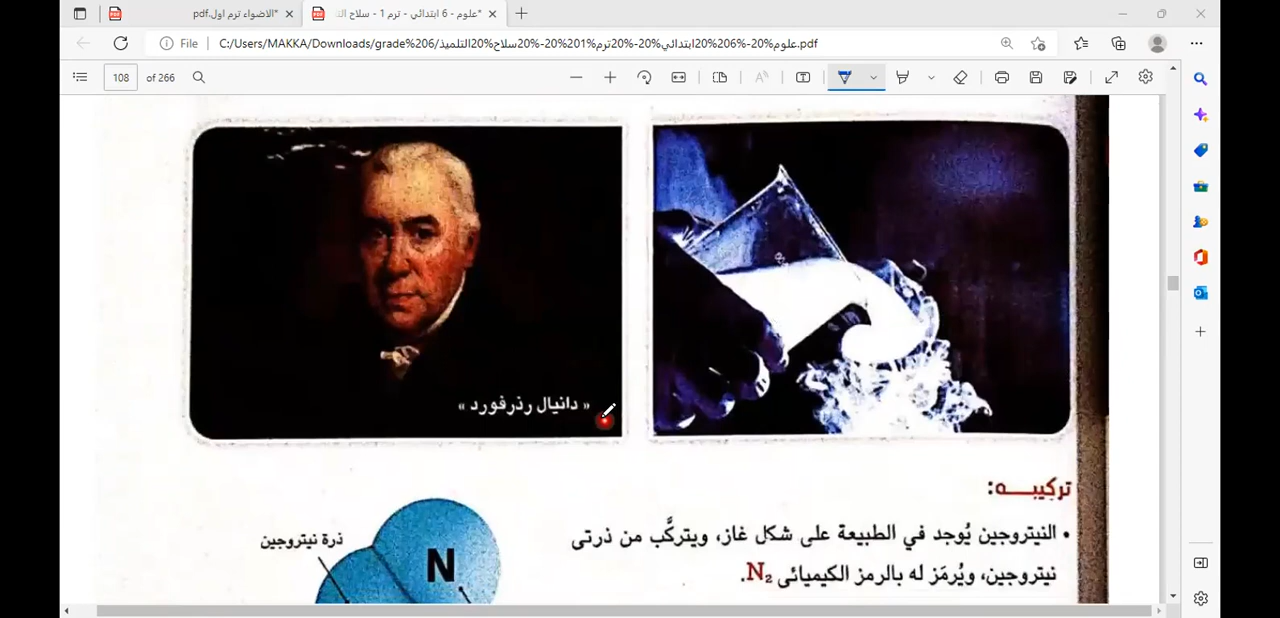 الاضواء ترم اول.pdf*
علوم - 6 ابتدائي - ترم 1 - سلاح التا*
File
C:/Users/MAKKA/Downloads/grade%206/علوم%20-%206%20ابتدائي%20-%20ترم%201%20-%20سلاح%20التلميذ.pdf
108 of 266
« دانيال رذرفورد »
تركيبـــه:
• النيتروجين يُوجد في الطبيعة على شكل غاز، ويتركَّب من ذرتى
نيتروجين، ويُرمَز له بالرمز الكيميائى N₂.
ذرة نيتروجين
N